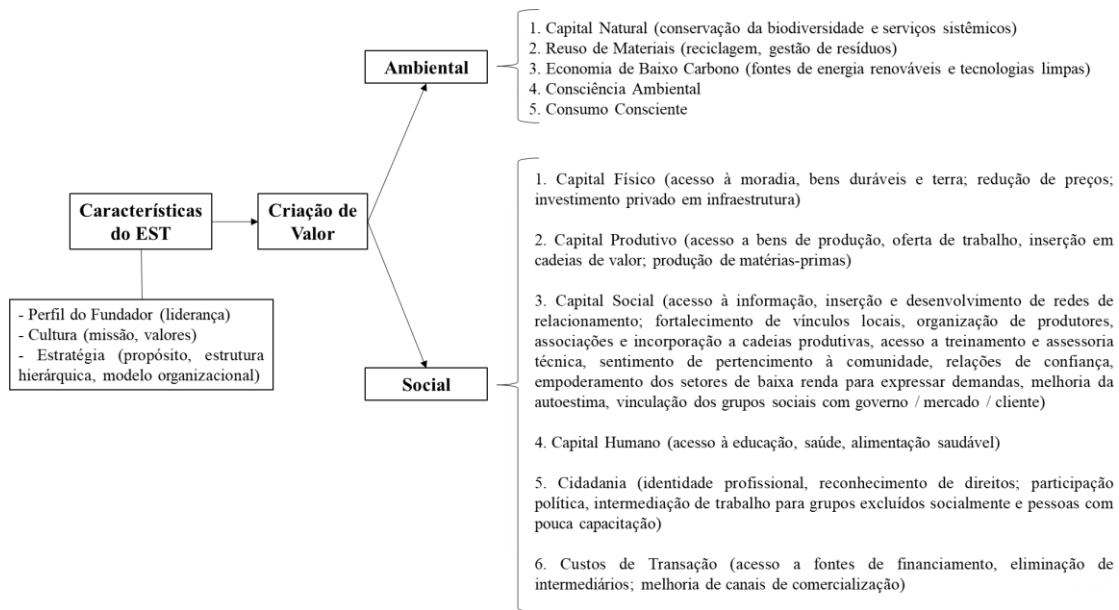 Características
do EST
- Perfil do Fundador (liderança)
- Cultura (missão, valores)
- Estratégia (propósito, estrutura
hierárquica, modelo organizacional)
Criação de
Valor
Ambiental
1. Capital Natural (conservação da biodiversidade e serviços sistêmicos)
2. Reuso de Materiais (reciclagem, gestão de resíduos)
3. Economia de Baixo Carbono (fontes de energia renováveis e tecnologias limpas)
4. Consciência Ambiental
5. Consumo Consciente
Social
1. Capital Físico (acesso à moradia, bens duráveis e terra; redução de preços;
investimento privado em infraestrutura)
2. Capital Produtivo (acesso a bens de produção, oferta de trabalho, inserção em
cadeias de valor; produção de matérias-primas)
3. Capital Social (acesso à informação, inserção e desenvolvimento de redes de
relacionamento; fortalecimento de vínculos locais, organização de produtores,
associações e incorporação a cadeias produtivas, acesso a treinamento e assessoria
técnica, sentimento de pertencimento à comunidade, relações de confiança,
empoderamento dos setores de baixa renda para expressar demandas, melhoria da
autoestima, vinculação dos grupos sociais com governo / mercado / cliente)
4. Capital Humano (acesso à educação, saúde, alimentação saudável)
5. Cidadania (identidade profissional, reconhecimento de direitos; participação
política, intermediação de trabalho para grupos excluídos socialmente e pessoas com
pouca capacitação)
6. Custos de Transação (acesso a fontes de financiamento, eliminação de
intermediários; melhoria de canais de comercialização)